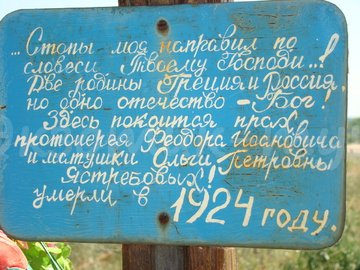 ...Стопы моя направил по
словеси Твоему Господи..!
Две родины Греция и Россия,
но одно отечество - Бог!
Здесь покоится прах
протоиерея Феодора Ивановича
и матушки Ольги Петровны
Ястребовых!
умерли в 1924 году.